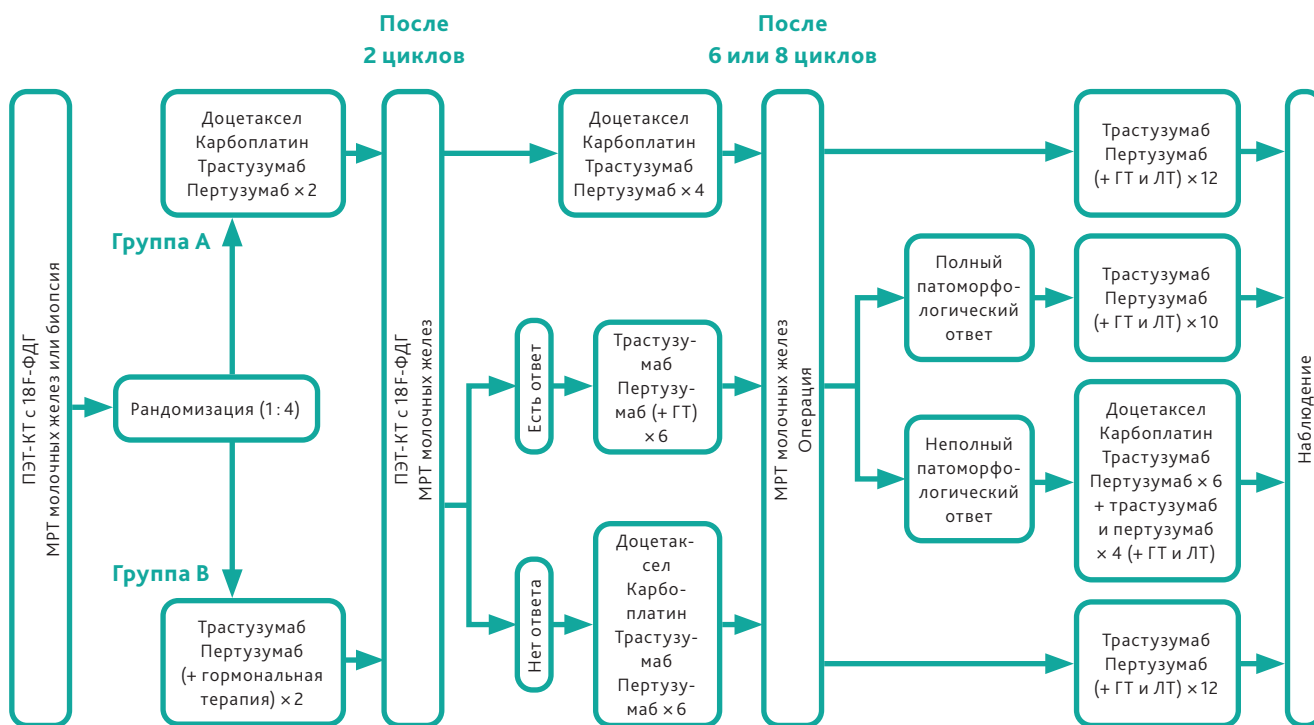 После
2 циклов
После
6 или 8 циклов
ПЭТ-КТ с 18F-ФДГ
МРТ молочных желез или биопсия
Доцетаксел
Карбоплатин
Трастузумаб
Пертузумаб × 2
Группа А
Рандомизация (1 : 4)
Группа В
Трастузумаб
Пертузумаб
(+ гормональная
терапия) × 2
ПЭТ-КТ с 18F-ФДГ
МРТ молочных желез
Доцетаксел
Карбоплатин
Трастузумаб
Пертузумаб × 4
Есть ответ
Трастузу-
маб
Пертузу-
маб (+ ГТ)
× 6
Нет ответа
Доцетак-
сел
Карбо-
платин
Трастузу-
маб
Пертузу-
маб × 6
МРТ молочных желез
Операция
Трастузумаб
Пертузумаб
(+ ГТ и ЛТ) × 12
Полный
патоморфо-
логический
ответ
Трастузумаб
Пертузумаб
(+ ГТ и ЛТ) × 10
Неполный
патоморфо-
логический
ответ
Доцетаксел
Карбоплатин
Трастузумаб
Пертузумаб × 6
+ трастузумаб
и пертузумаб
× 4 (+ ГТ и ЛТ)
Трастузумаб
Пертузумаб
(+ ГТ и ЛТ) × 12
Наблюдение